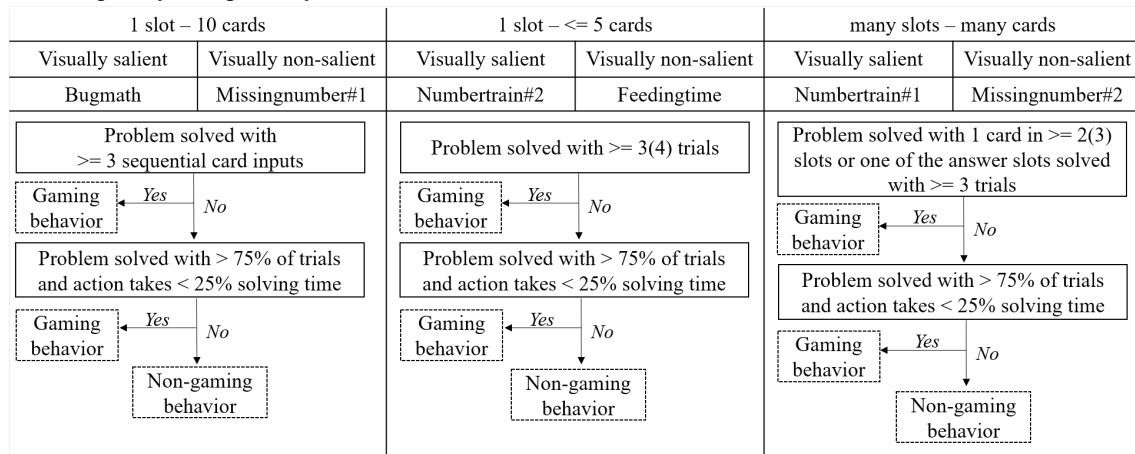 1 slot – 10 cards
Visually salient
Visually non-salient
Bugmath
Missingnumber#1
Problem solved with
>= 3 sequential card inputs
Yes
No
Gaming
behavior
Problem solved with > 75% of trials
and action takes < 25% solving time
Yes
No
Gaming
behavior
Non-gaming
behavior
1 slot – <= 5 cards
Visually salient
Visually non-salient
Numbertrain#2
Feedingtime
Problem solved with >= 3(4) trials
Yes
No
Gaming
behavior
Problem solved with > 75% of trials
and action takes < 25% solving time
Yes
No
Gaming
behavior
Non-gaming
behavior
many slots – many cards
Visually salient
Visually non-salient
Numbertrain#1
Missingnumber#2
Problem solved with 1 card in >= 2(3)
slots or one of the answer slots solved
with >= 3 trials
Yes
No
Gaming
behavior
Problem solved with > 75% of trials
and action takes < 25% solving time
Yes
No
Gaming
behavior
Non-gaming
behavior